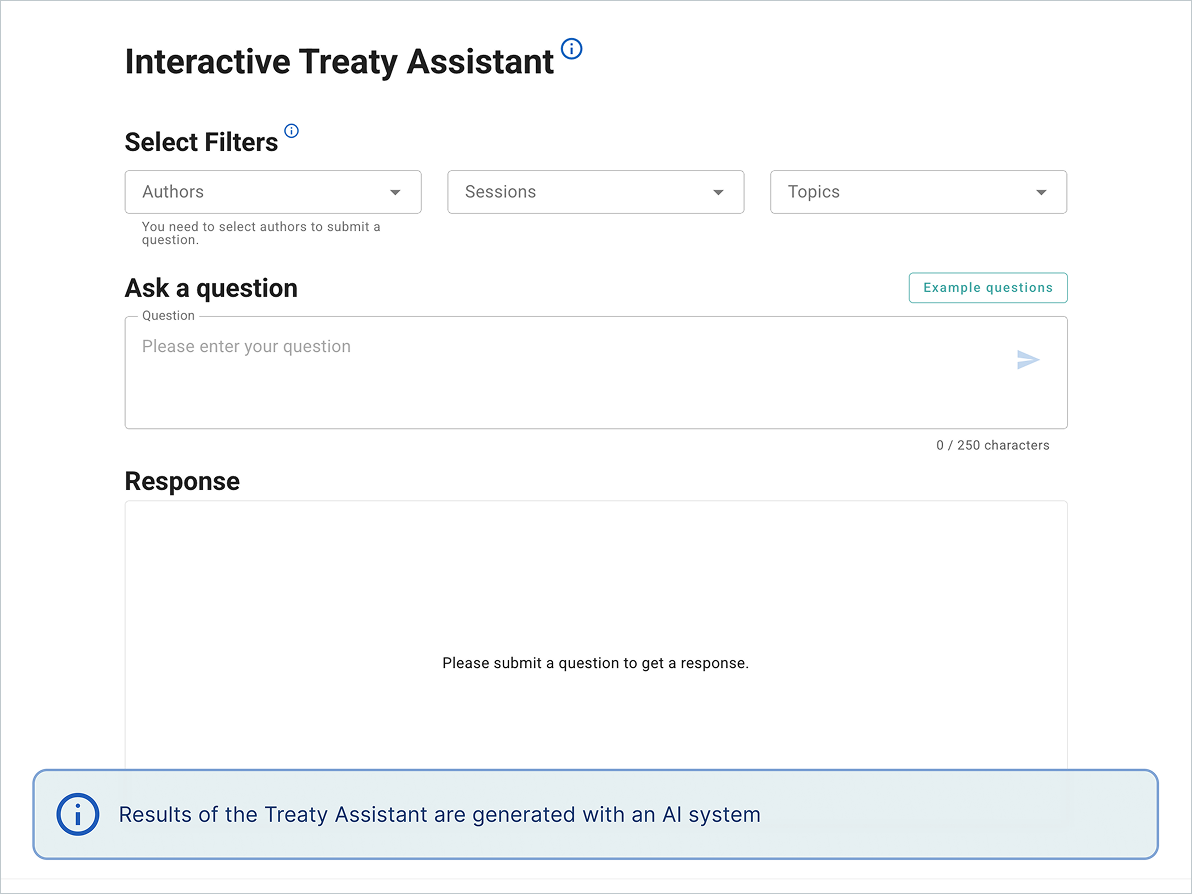 Interactive Treaty Assistant
Select Filters
Authors
Sessions
Topics
You need to select authors to submit a
question.
Ask a question
Example questions
Question
Please enter your question
0 / 250 characters
Response
Please submit a question to get a response.
Results of the Treaty Assistant are generated with an AI system